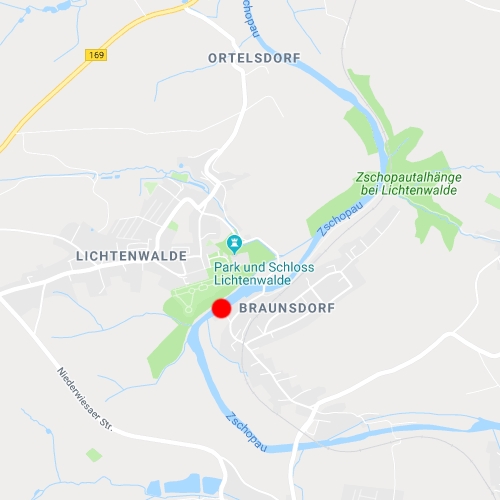 Zschopau
169
ORTELSDORF
Zschopautalhänge
bei Lichtenwalde
Zschopau
LICHTENWALDE
Park und Schloss
Lichtenwalde
BRAUNSDORF
Niederwiesaer Str.
Zschopau